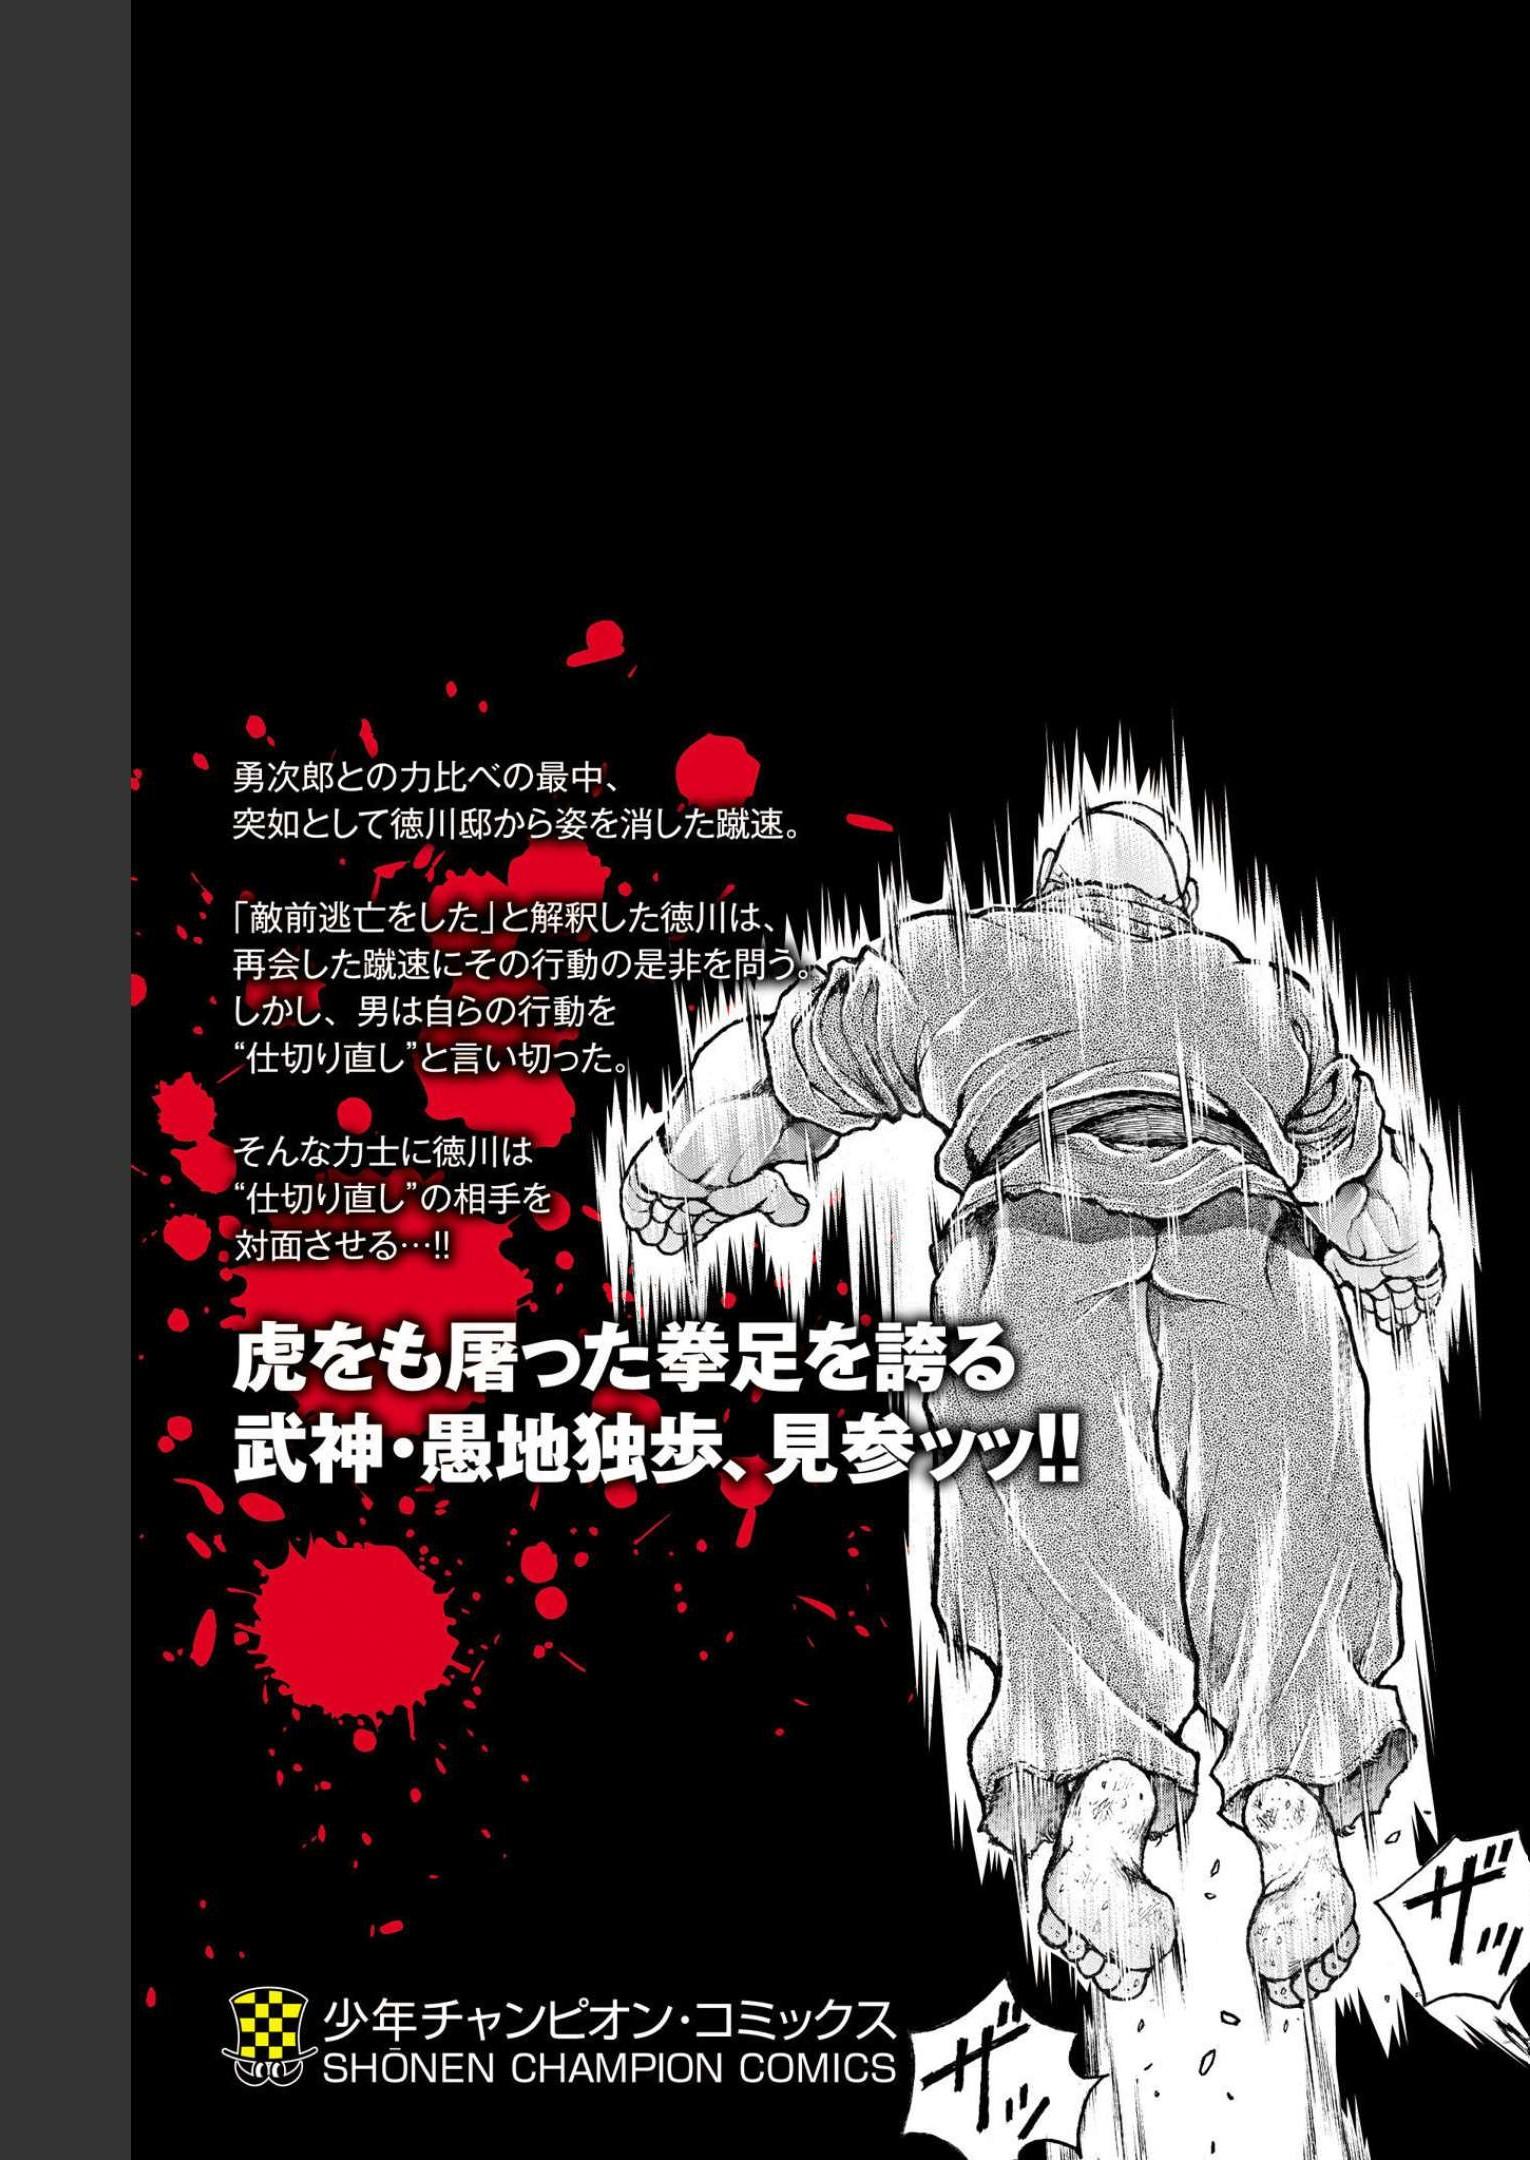 勇次郎との力比べの最中、
突如として徳川邸から姿を消した蹴速。
「敵前逃亡をした」と解釈した徳川は、
再会した蹴速にその行動の是非を問う。
しかし、男は自らの行動を
“仕切り直し”と言い切った。
そんな力士に徳川は
“仕切り直し”の相手を
対面させる…!!
虎をも屠った拳足を誇る
武神・愚地独歩、見参ッッ!!
ザッ
ザッ
少年チャンピオン・コミックス
SHŌNEN CHAMPION COMICS